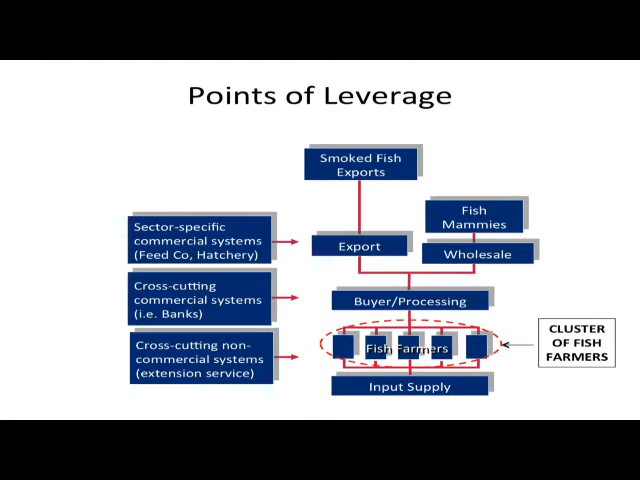 Points of Leverage
Smoked Fish
Exports
Fish
Mammies
Sector-specific
commercial systems
(Feed Co, Hatchery)
Export
Wholesale
Cross-cutting
commercial systems
(i.e. Banks)
Buyer/Processing
Cross-cutting non-
commercial systems
(extension service)
Fish Farmers
CLUSTER
OF FISH
FARMERS
Input Supply